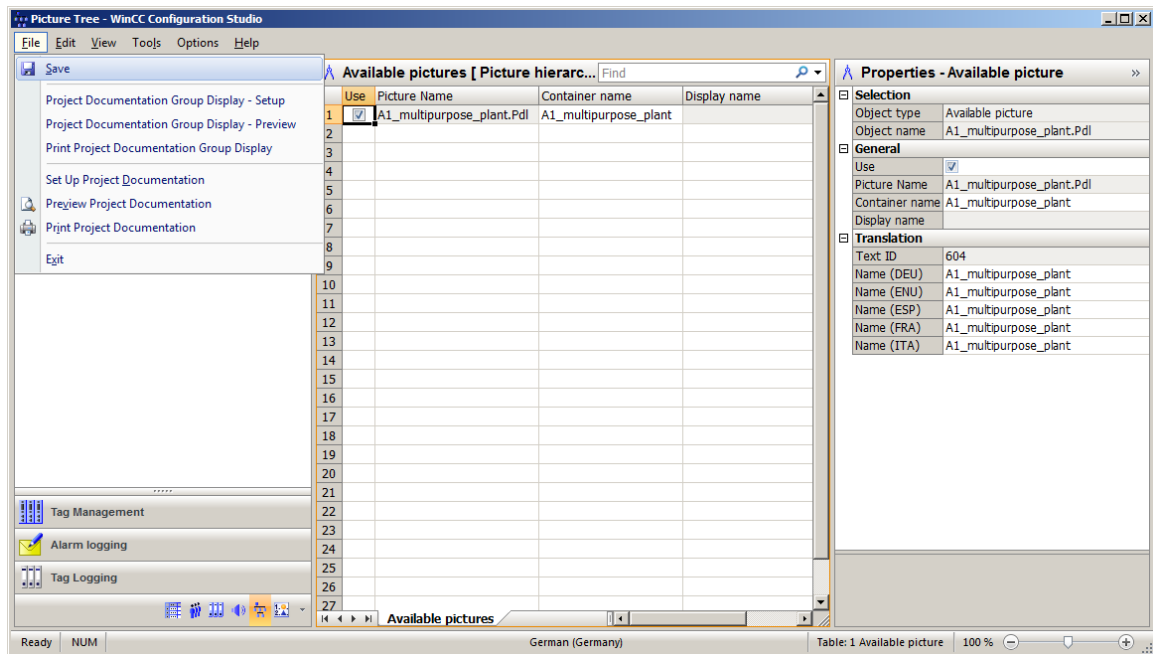 Picture Tree - WinCC Configuration Studio
File Edit View Tools Options Help
Save
Project Documentation Group Display - Setup
Project Documentation Group Display - Preview
Print Project Documentation Group Display
Set Up Project Documentation
Preview Project Documentation
Print Project Documentation
Exit
Tag Management
Alarm logging
Tag Logging
Available pictures [ Picture hierarc... Find
Use Picture Name Container name Display name
1 A1_multipurpose_plant.Pdl A1_multipurpose_plant
2
3
4
5
6
7
8
9
10
11
12
13
14
15
16
17
18
19
20
21
22
23
24
25
26
27
Available pictures
Properties - Available picture »
Selection
Object type Available picture
Object name A1_multipurpose_plant.Pdl
General
Use
Picture Name A1_multipurpose_plant.Pdl
Container name A1_multipurpose_plant
Display name
Translation
Text ID 604
Name (DEU) A1_multipurpose_plant
Name (ENU) A1_multipurpose_plant
Name (ESP) A1_multipurpose_plant
Name (FRA) A1_multipurpose_plant
Name (ITA) A1_multipurpose_plant
Ready NUM German (Germany) Table: 1 Available picture 100 %